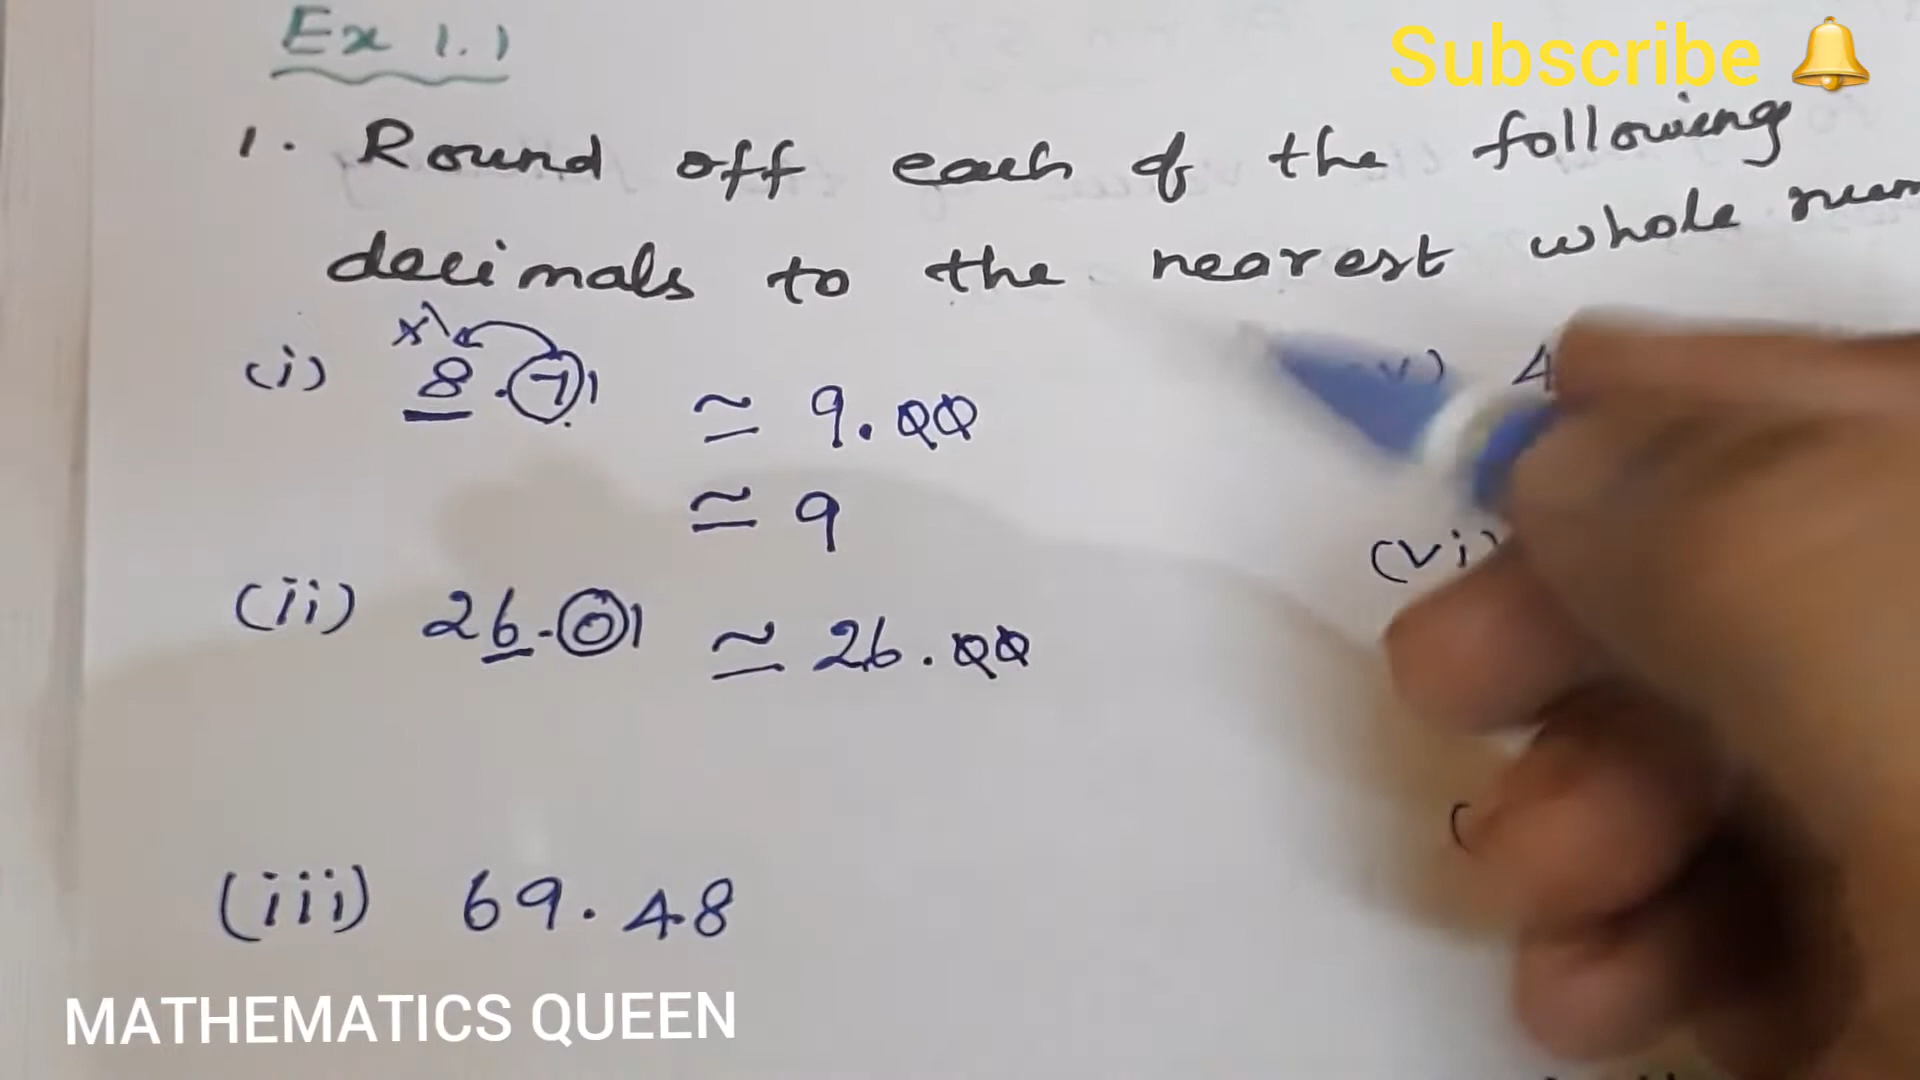 Ex 1.1
Subscribe 🔔
1. Round off each of the following
decimals to the nearest whole
(i) 8.71 ≃ 9.00
≃ 9
(ii) 26.01 ≃ 26.00
(iii) 69.48
v) 4
(vi)
MATHEMATICS QUEEN